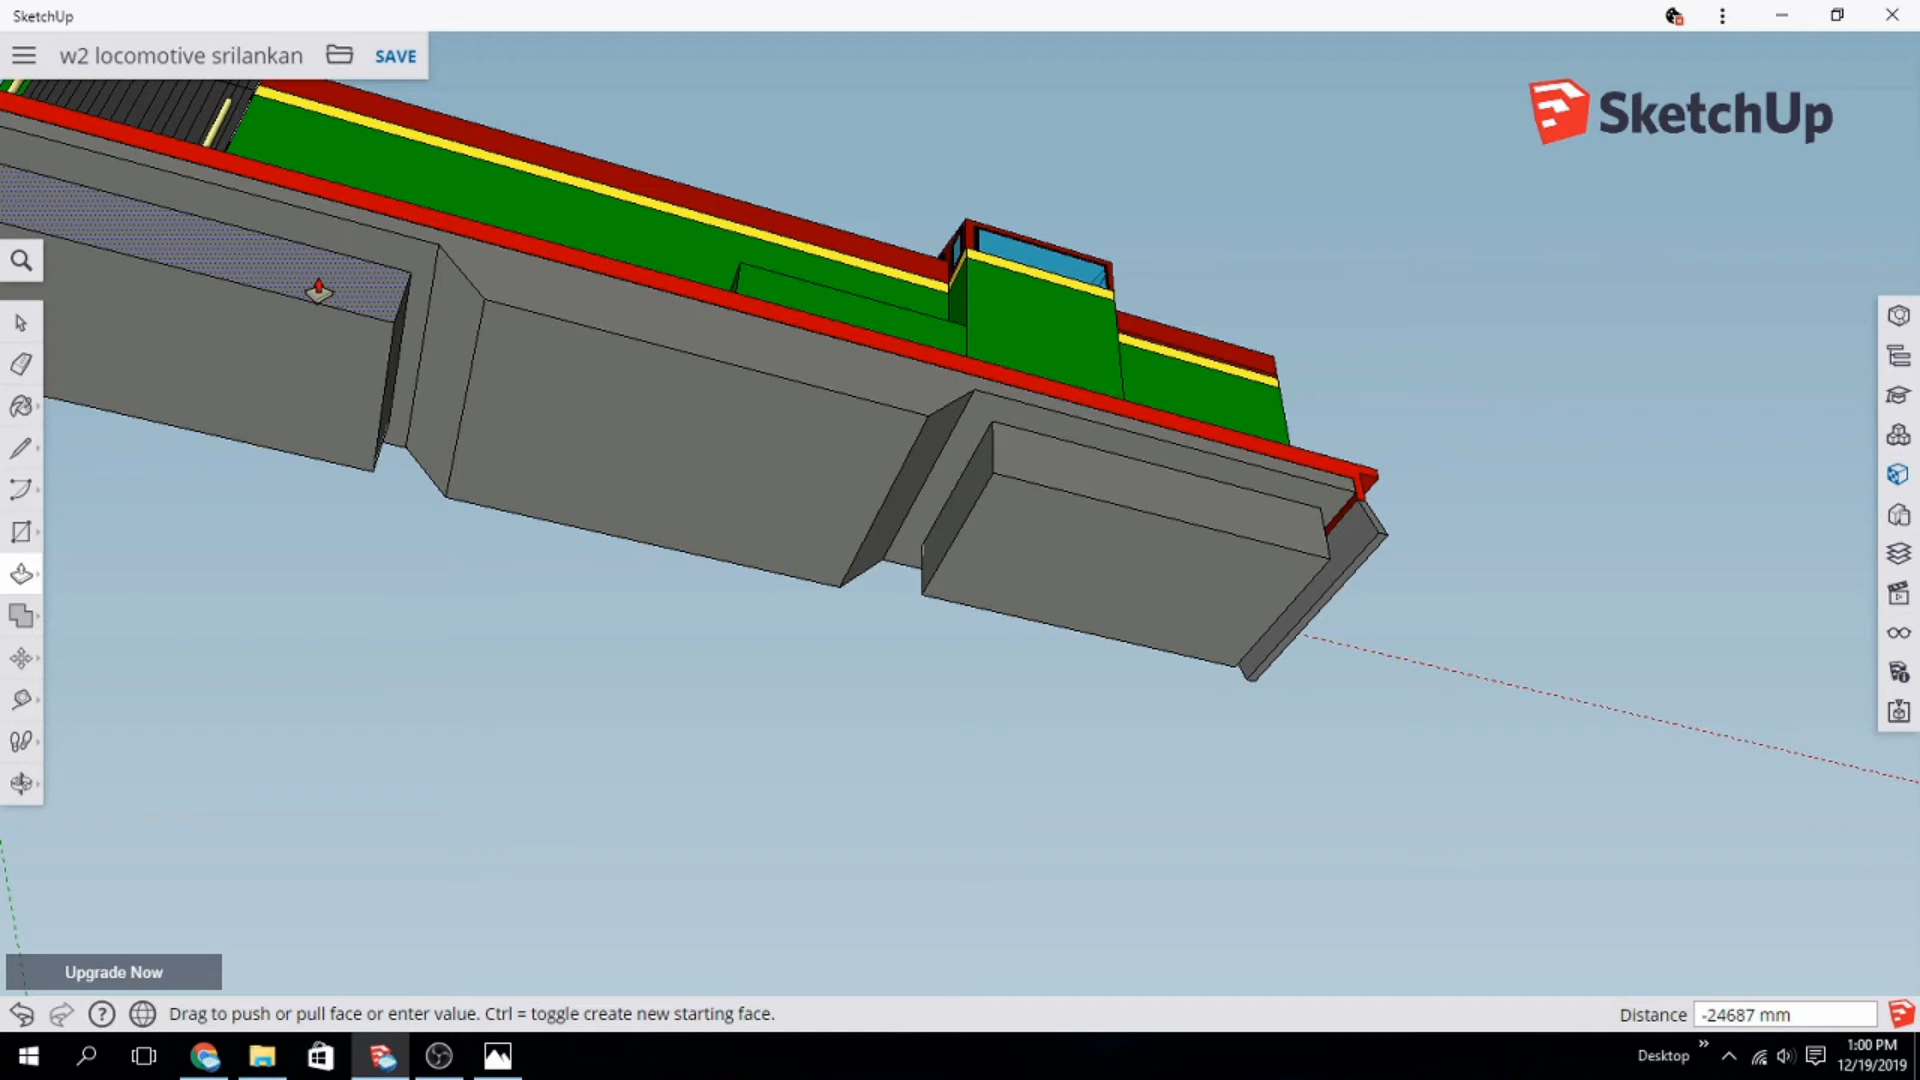 SketchUp
w2 locomotive srilankan
SAVE
SketchUp
Upgrade Now
Drag to push or pull face or enter value. Ctrl = toggle create new starting face.
Distance -24687 mm
Desktop
1:00 PM
12/19/2019